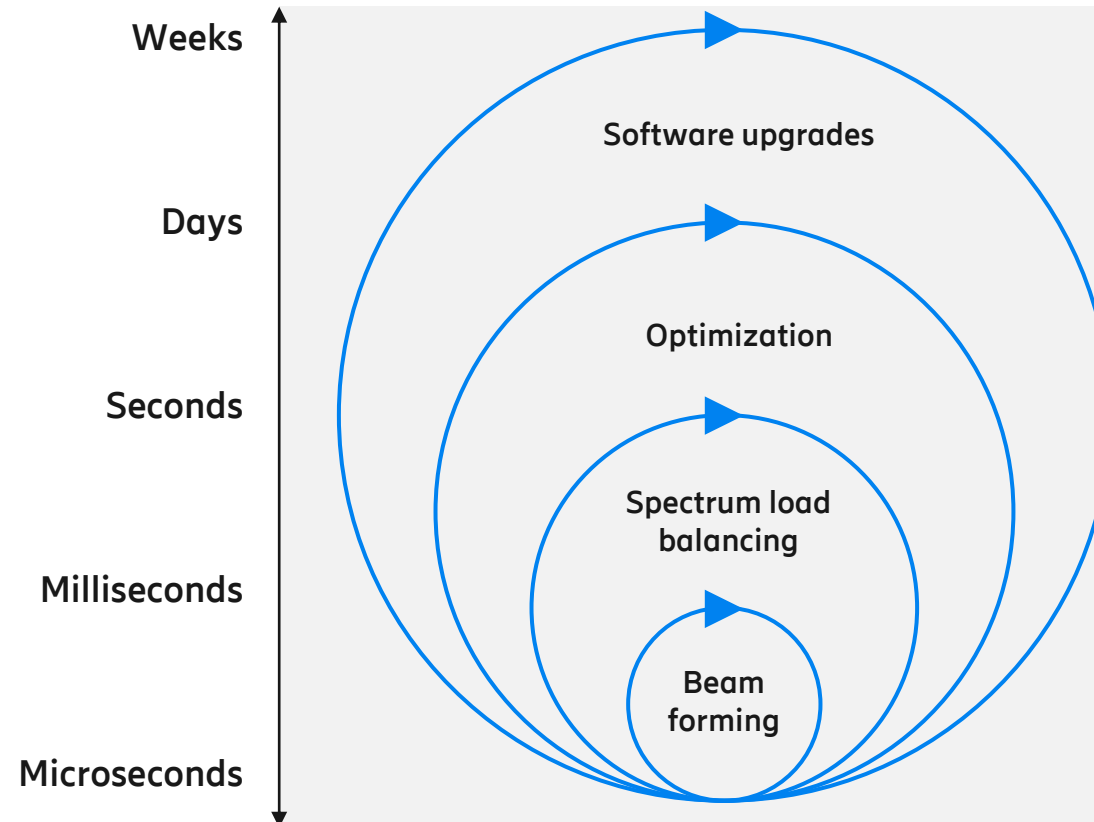 Weeks
Software upgrades
Days
Optimization
Seconds
Spectrum load
balancing
Milliseconds
Beam
forming
Microseconds